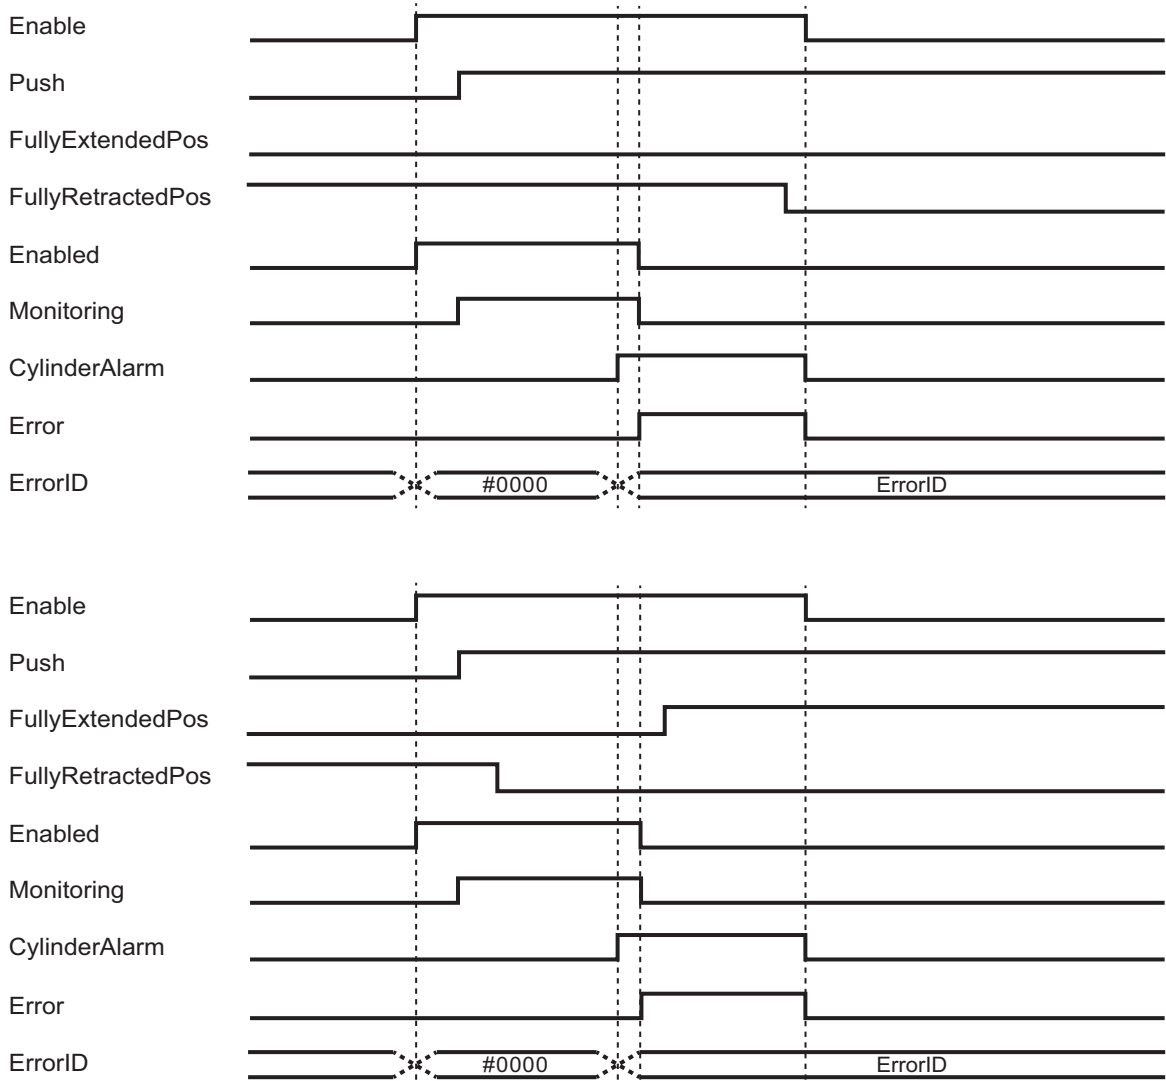 Enable
Push
FullyExtendedPos
FullyRetractedPos
Enabled
Monitoring
CylinderAlarm
Error
ErrorID #0000 ErrorID
Enable
Push
FullyExtendedPos
FullyRetractedPos
Enabled
Monitoring
CylinderAlarm
Error
ErrorID #0000 ErrorID